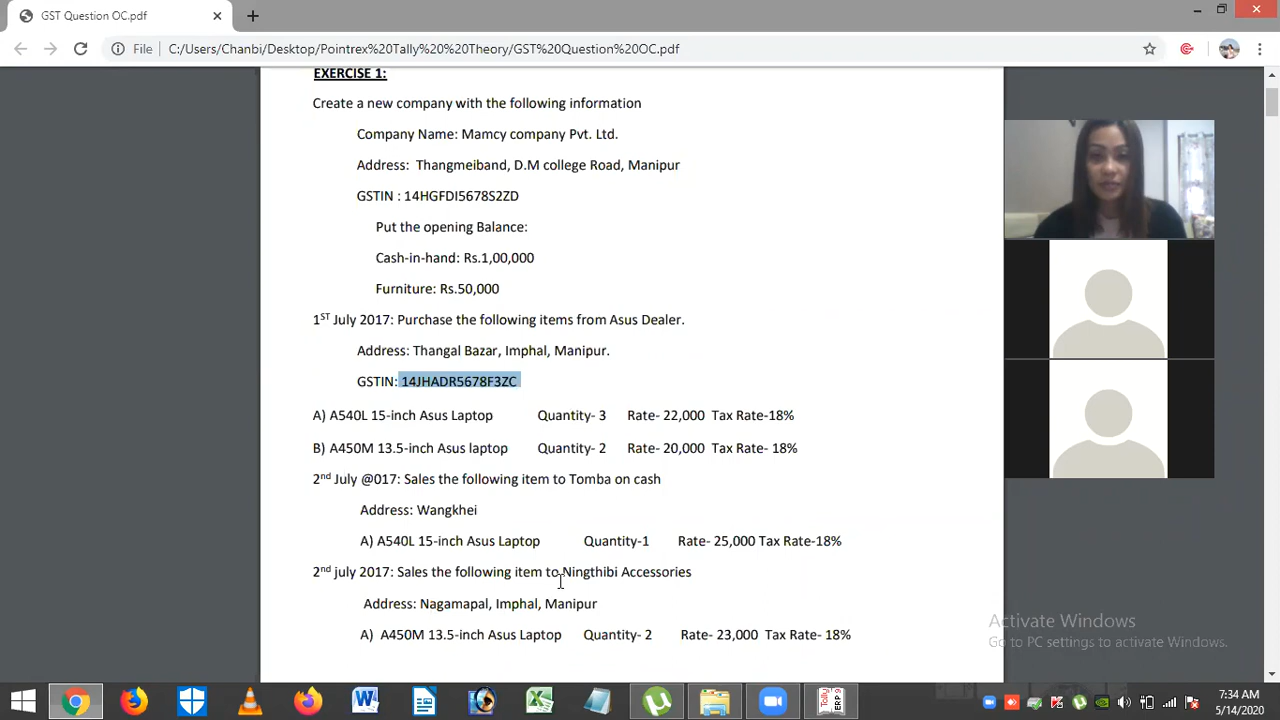 GST Question OC.pdf
File C:/Users/Chanbi/Desktop/Pointrex%20Tally%20%20Theory/GST%20Question%20OC.pdf
EXERCISE 1:
Create a new company with the following information
Company Name: Mamcy company Pvt. Ltd.
Address: Thangmeiband, D.M college Road, Manipur
GSTIN : 14HGFDI5678S2ZD
Put the opening Balance:
Cash-in-hand: Rs.1,00,000
Furniture: Rs.50,000
1ST July 2017: Purchase the following items from Asus Dealer.
Address: Thangal Bazar, Imphal, Manipur.
GSTIN: 14JHADR5678F3ZC
A) A540L 15-inch Asus Laptop Quantity- 3 Rate- 22,000 Tax Rate-18%
B) A450M 13.5-inch Asus laptop Quantity- 2 Rate- 20,000 Tax Rate- 18%
2nd July @017: Sales the following item to Tomba on cash
Address: Wangkhei
A) A540L 15-inch Asus Laptop Quantity-1 Rate- 25,000 Tax Rate-18%
2nd july 2017: Sales the following item to Ningthibi Accessories
Address: Nagamapal, Imphal, Manipur
A) A450M 13.5-inch Asus Laptop Quantity- 2 Rate- 23,000 Tax Rate- 18%
Activate Windows
Go to PC settings to activate Windows.
Tally
ERP 9
7:34 AM
5/14/2020